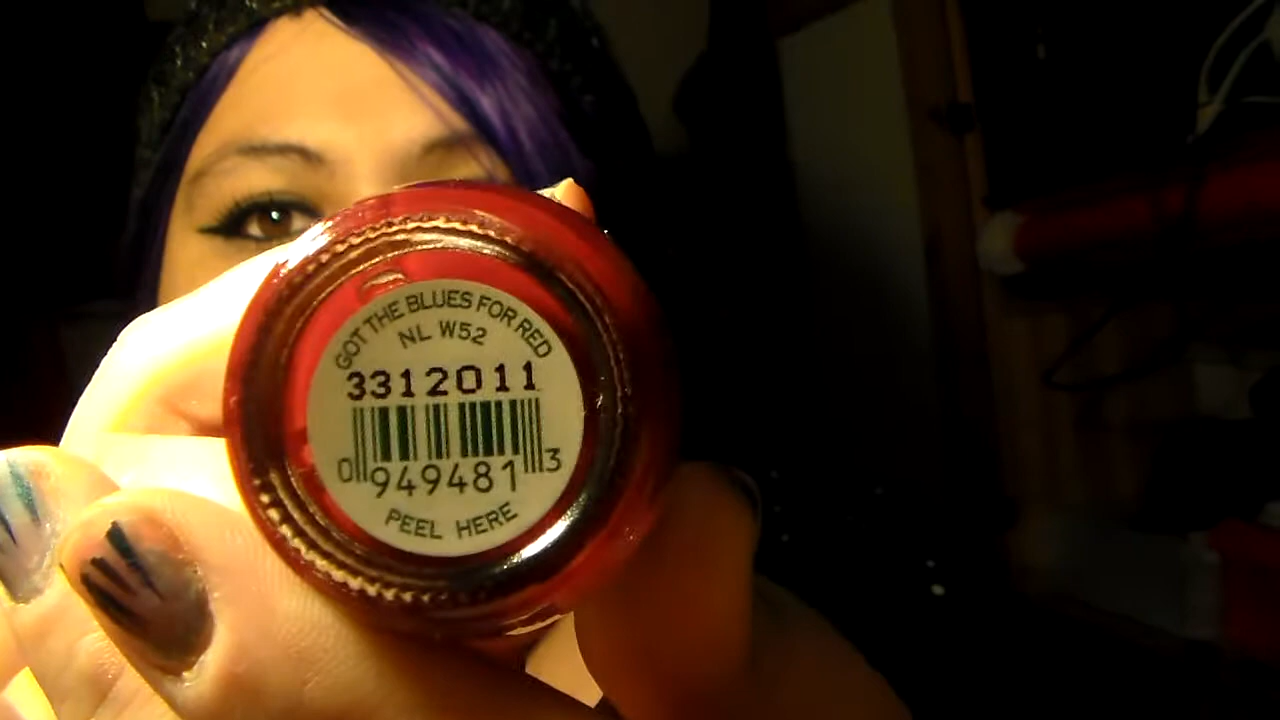 GOT THE BLUES FOR RED
NL W52
3312011
0 949481 3
PEEL HERE